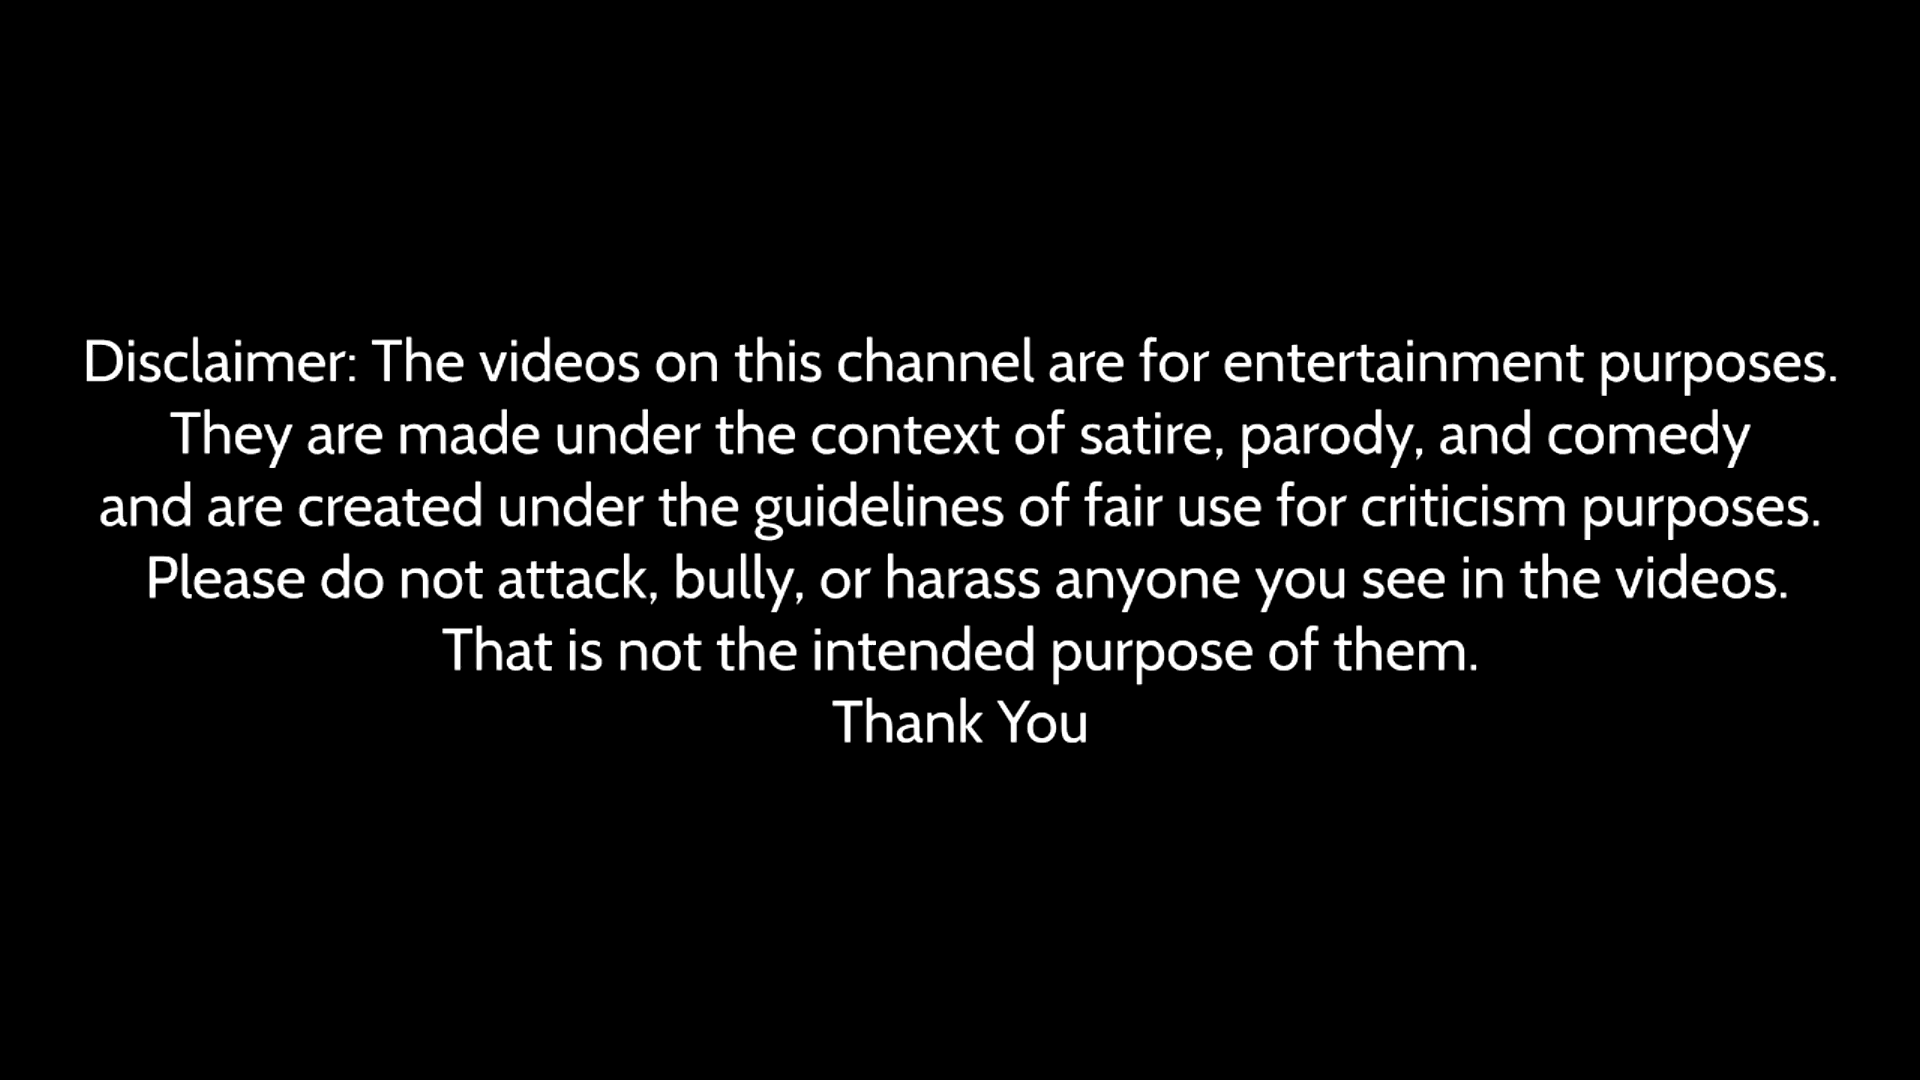 Disclaimer: The videos on this channel are for entertainment purposes.
They are made under the context of satire, parody, and comedy
and are created under the guidelines of fair use for criticism purposes.
Please do not attack, bully, or harass anyone you see in the videos.
That is not the intended purpose of them.
Thank You